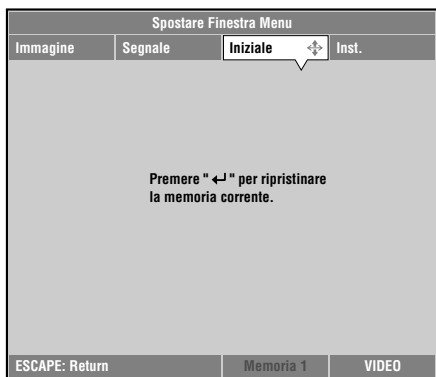 Spostare Finestra Menu
Immagine Segnale Iniziale Inst.
Premere " ↵ " per ripristinare
la memoria corrente.
ESCAPE: Return Memoria 1 VIDEO